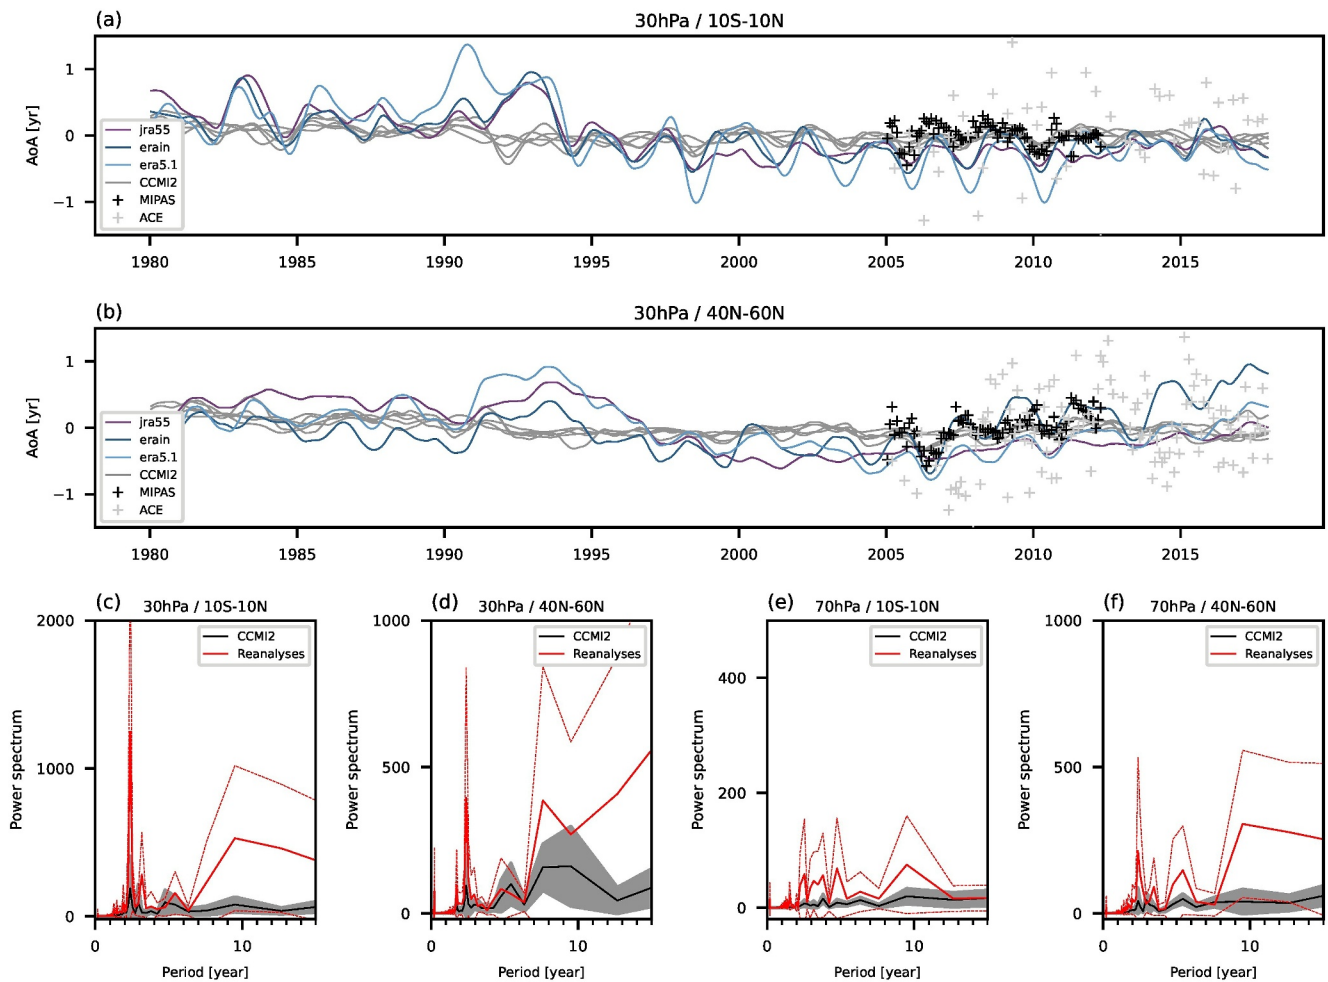 (a)
30hPa / 10S-10N
AoA [yr]
1
0
−1
jra55
erain
era5.1
CCMI2
MIPAS
ACE
1980 1985 1990 1995 2000 2005 2010 2015
(b)
30hPa / 40N-60N
AoA [yr]
1
0
−1
jra55
erain
era5.1
CCMI2
MIPAS
ACE
1980 1985 1990 1995 2000 2005 2010 2015
(c)
30hPa / 10S-10N
Power spectrum
2000
1000
0
CCMI2
Reanalyses
0 10
Period [year]
(d)
30hPa / 40N-60N
Power spectrum
1000
500
0
CCMI2
Reanalyses
0 10
Period [year]
(e)
70hPa / 10S-10N
Power spectrum
400
200
0
CCMI2
Reanalyses
0 10
Period [year]
(f)
70hPa / 40N-60N
Power spectrum
1000
500
0
CCMI2
Reanalyses
0 10
Period [year]